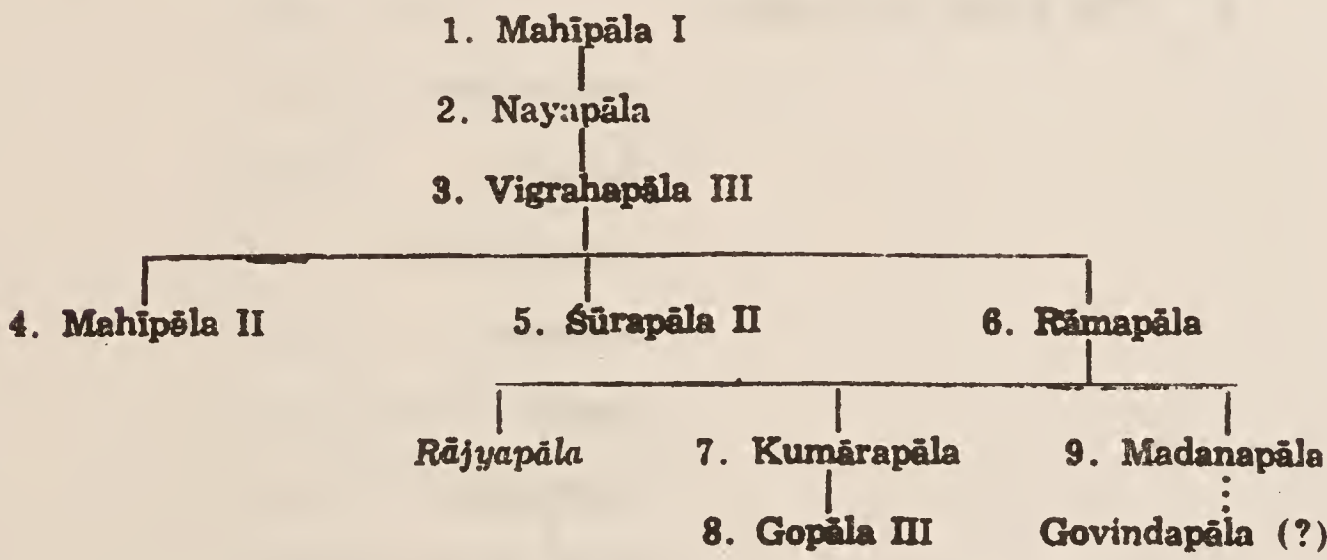 1. Mahīpāla I
2. Nayapāla
3. Vigrahapāla III
4. Mahīpāla II 5. Śūrapāla II 6. Rāmapāla
Rājyapāla 7. Kumārapāla 9. Madanapāla
8. Gopāla III Govindapāla (?)